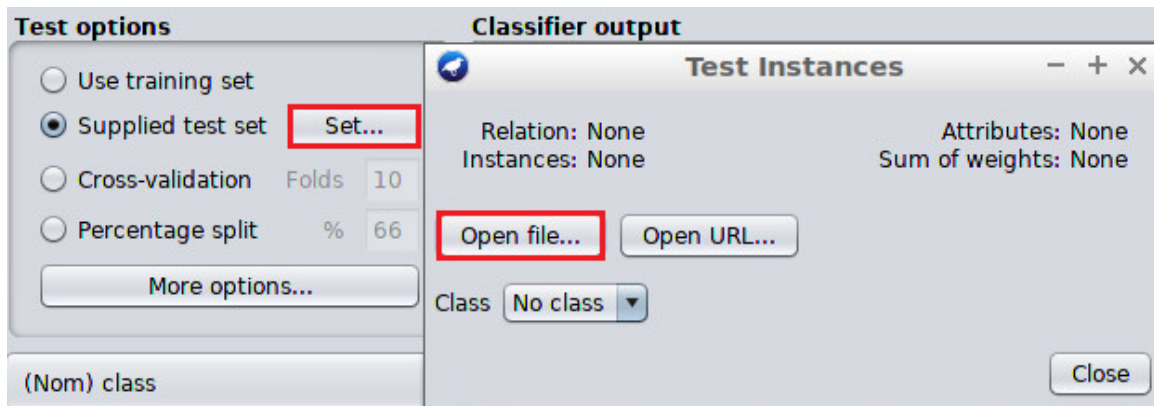 Test options
Use training set
Supplied test set Set...
Cross-validation Folds 10
Percentage split % 66
More options...
(Nom) class
Classifier output
Test Instances
Relation: None Attributes: None
Instances: None Sum of weights: None
Open file... Open URL...
Class No class
Close